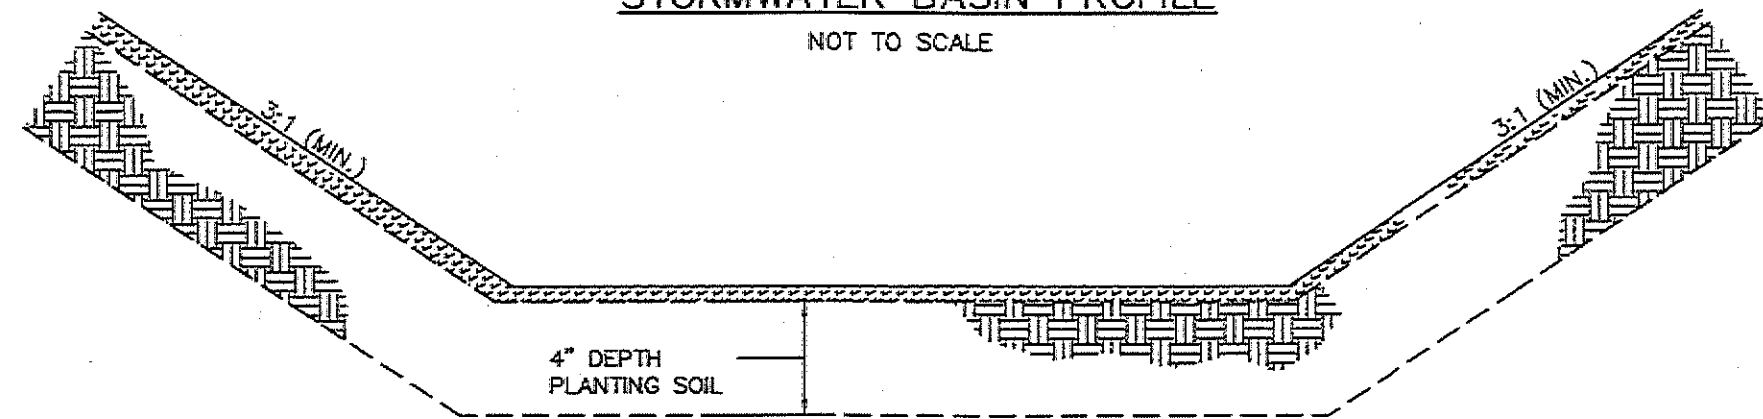 STORMWATER BASIN PROFILE
NOT TO SCALE
3:1 (MIN.)
3:1 (MIN.)
4" DEPTH
PLANTING SOIL